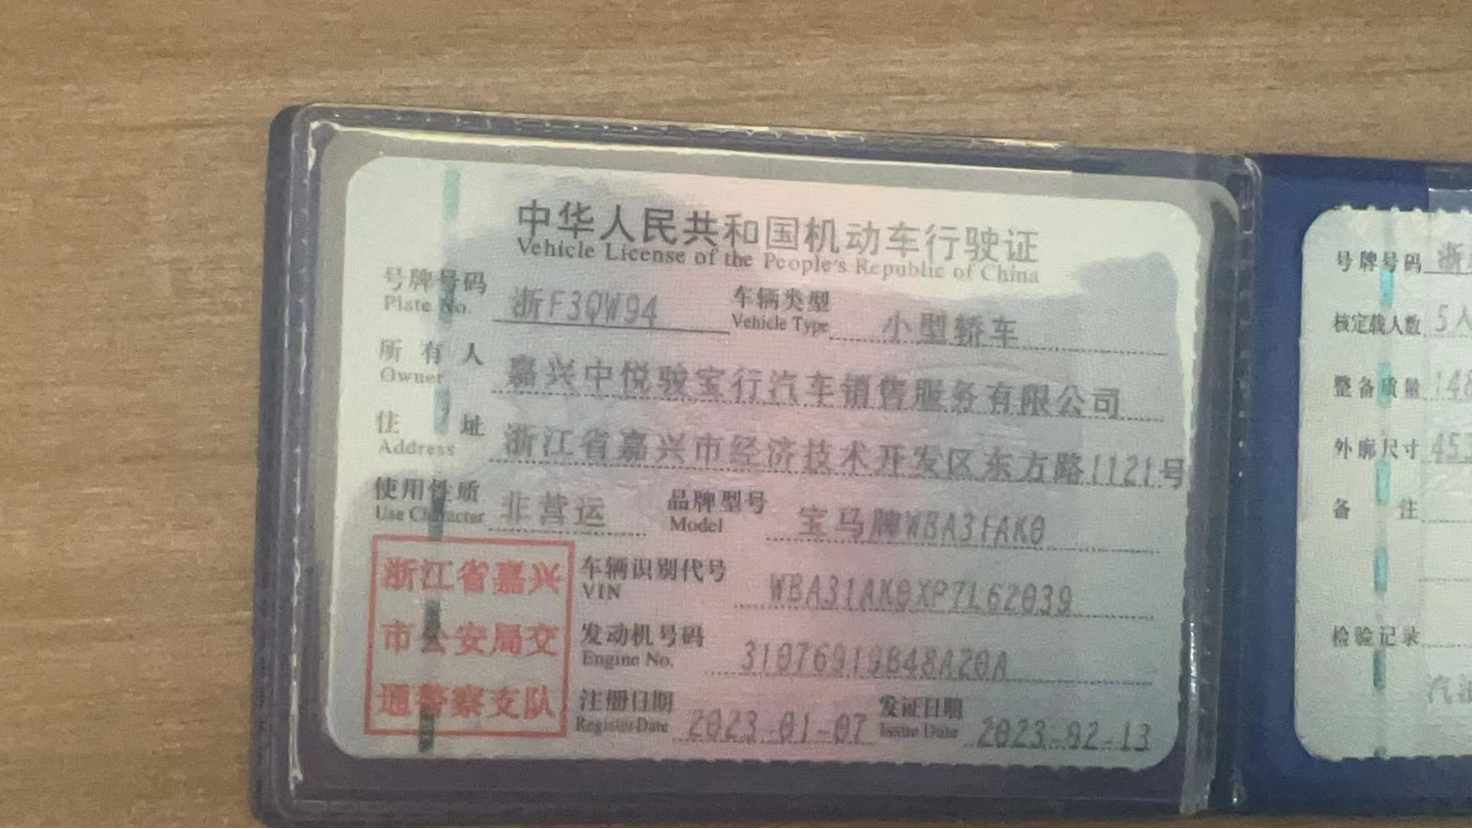 中华人民共和国机动车行驶证
Vehicle License of the People's Republic of China
号牌号码 浙F3QW94 车辆类型 小型轿车
Plate No. Vehicle Type
所有人 嘉兴中悦骏宝行汽车销售服务有限公司
Owner
住址 浙江省嘉兴市经济技术开发区东方路1121号
Address
使用性质 非营运 品牌型号 宝马牌WBA31AK0
Use Character Model
浙江省嘉兴
市公安局交
通警察支队
车辆识别代号 WBA31AK0XP7L62039
VIN
发动机号码 31076919B48A20A
Engine No.
注册日期 2023-01-07 发证日期 2023-02-13
Register Date Issue Date
号牌号码 浙
核定载人数 5人
整备质量 148
外廓尺寸 453
备注
检验记录
汽油